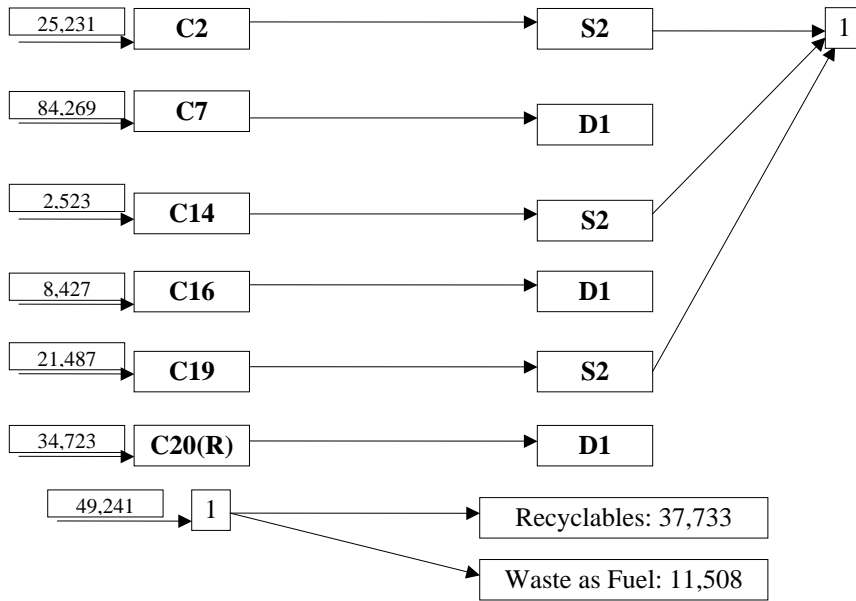 25,231 C2 S2 1
84,269 C7 D1
2,523 C14 S2
8,427 C16 D1
21,487 C19 S2
34,723 C20(R) D1
49,241 1 Recyclables: 37,733
Waste as Fuel: 11,508